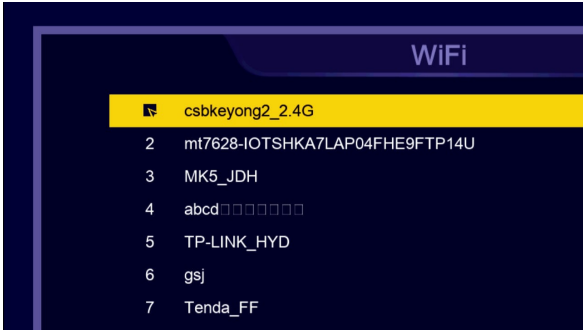 WiFi
csbkeyong2_2.4G
2 mt7628-IOTSHKA7LAP04FHE9FTP14U
3 MK5_JDH
4 abcd□□□□□□□
5 TP-LINK_HYD
6 gsj
7 Tenda_FF